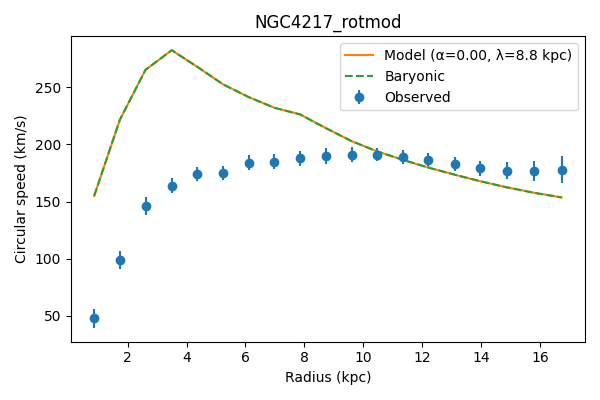 NGC4217_rotmod
Model (α=0.00, λ=8.8 kpc)
Baryonic
Observed
Circular speed (km/s)
250
200
150
100
50
2 4 6 8 10 12 14 16
Radius (kpc)